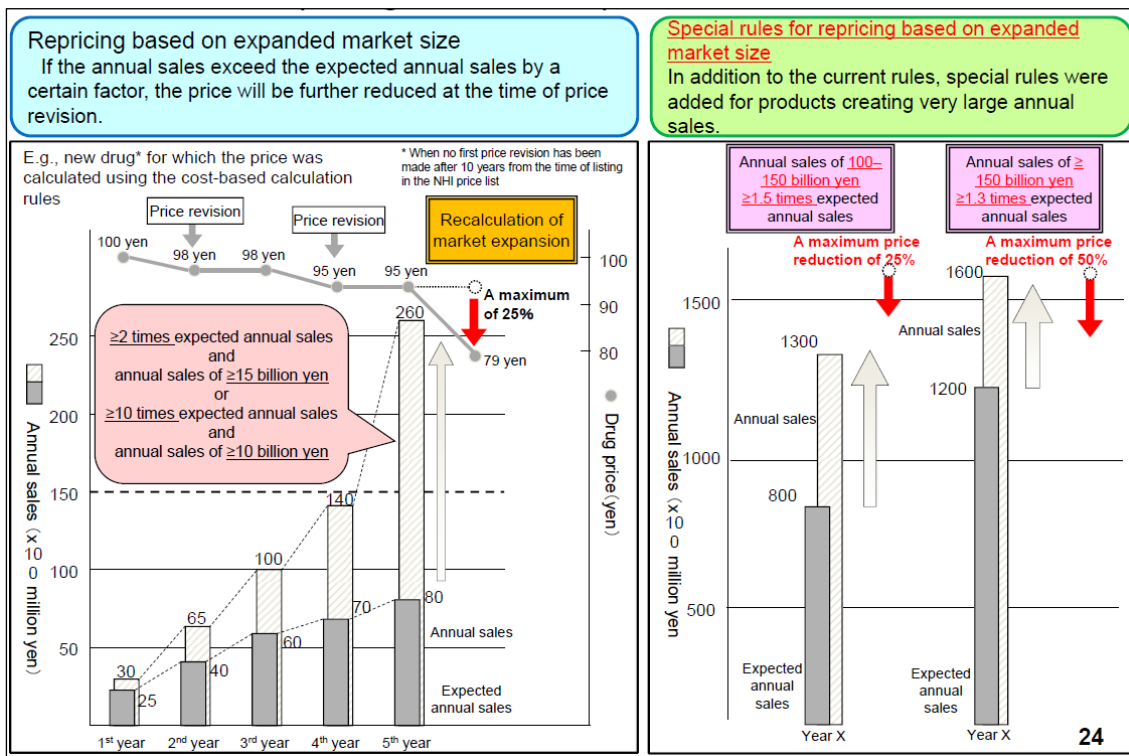 Repricing based on expanded market size
If the annual sales exceed the expected annual sales by a
certain factor, the price will be further reduced at the time of price
revision.
Special rules for repricing based on expanded
market size
In addition to the current rules, special rules were
added for products creating very large annual
sales.
E.g., new drug* for which the price was
calculated using the cost-based calculation
rules
* When no first price revision has been
made after 10 years from the time of listing
in the NHI price list
Price revision
Price revision
Recalculation of
market expansion
100 yen
98 yen
98 yen
95 yen
95 yen
79 yen
A maximum
of 25%
≥2 times expected annual sales
and
annual sales of ≥15 billion yen
or
≥10 times expected annual sales
and
annual sales of ≥10 billion yen
250
200
150
100
50
Annual sales (x10
0 million yen)
100
90
80
Drug price(yen)
30
25
65
40
100
60
140
70
260
80
Annual sales
Expected
annual sales
1st year
2nd year
3rd year
4th year
5th year
Annual sales of 100–
150 billion yen
≥1.5 times expected
annual sales
Annual sales of ≥
150 billion yen
≥1.3 times expected
annual sales
A maximum price
reduction of 25%
A maximum price
reduction of 50%
1500
1000
500
Annual sales (x10
0 million yen
1300
Annual sales
800
Expected
annual sales
1600
Annual sales
1200
Expected
annual sales
Year X
Year X
24